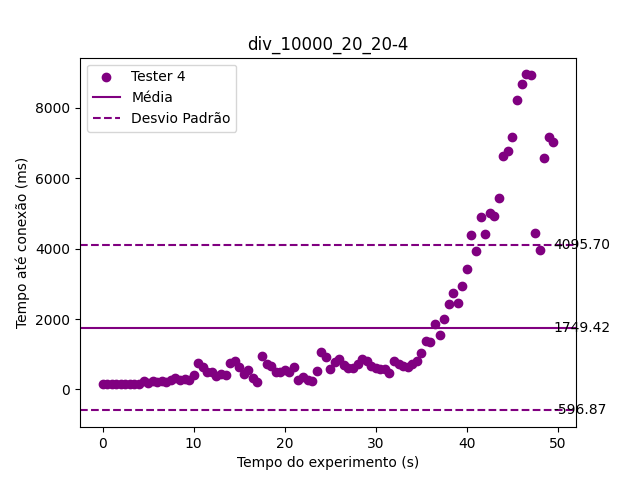 div_10000_20_20-4
Tester 4
Média
Desvio Padrão
Tempo até conexão (ms)
8000
6000
4000
2000
0
4095.70
1749.42
596.87
0
10
20
30
40
50
Tempo do experimento (s)